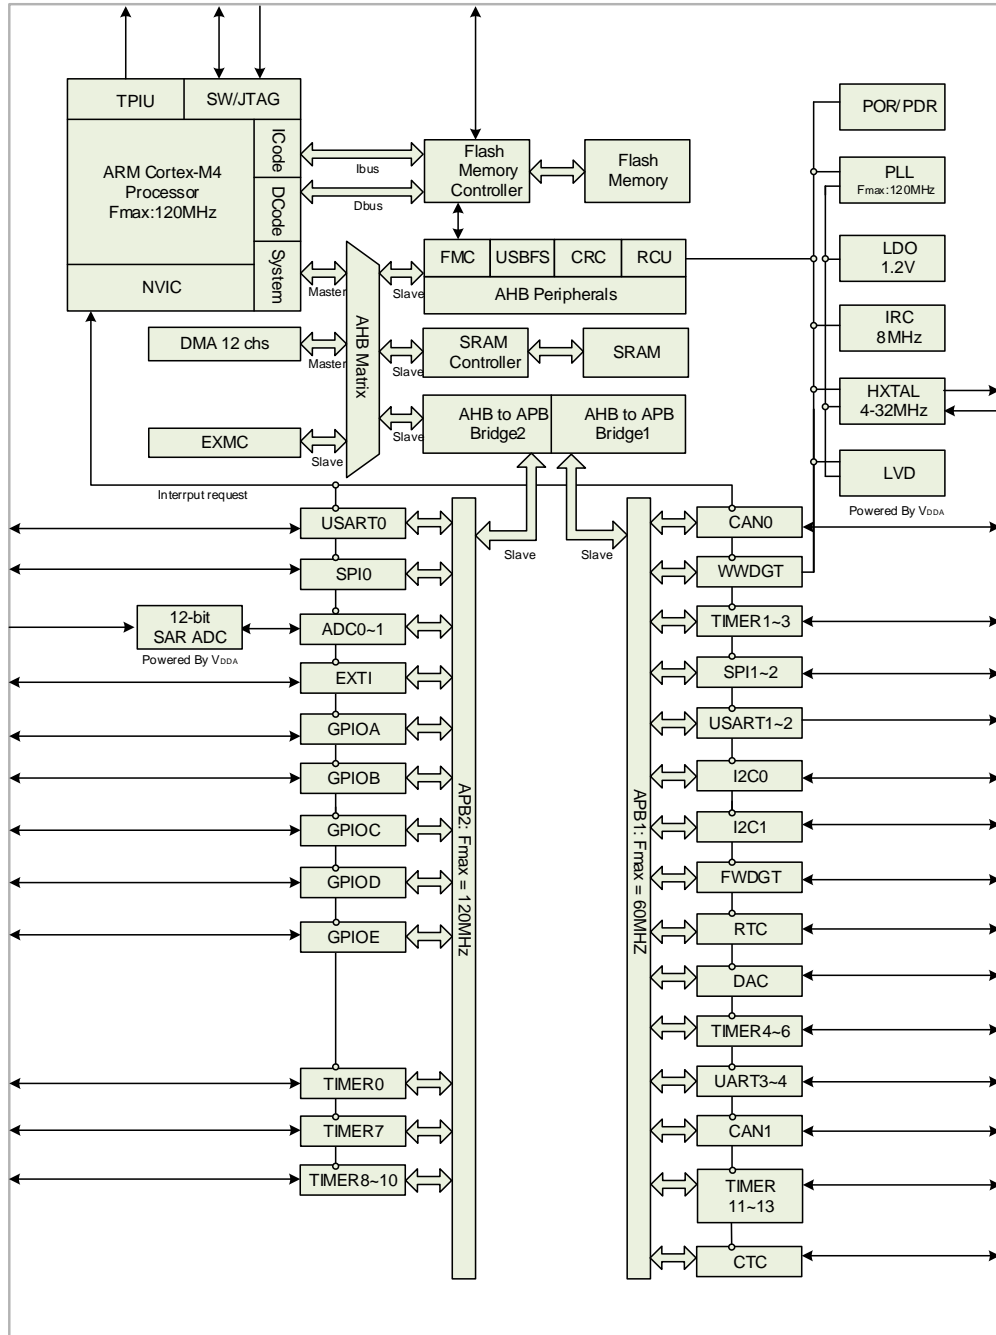 TPIU
SW/JTAG
ARM Cortex-M4
Processor
Fmax:120MHz
ICode
DCode
System
NVIC
Ibus
Dbus
Flash
Memory
Controller
Flash
Memory
FMC
USBFS
CRC
RCU
AHB Peripherals
Master
Slave
AHB Matrix
DMA 12 chs
Master
Slave
SRAM
Controller
SRAM
EXMC
Slave
Slave
AHB to APB
Bridge2
AHB to APB
Bridge1
POR/PDR
PLL
Fmax:120MHz
LDO
1.2V
IRC
8MHz
HXTAL
4-32MHz
LVD
Powered By VDDA
Interrput request
Slave
Slave
USART0
SPI0
12-bit
SAR ADC
Powered By VDDA
ADC0~1
EXTI
GPIOA
GPIOB
GPIOC
GPIOD
GPIOE
TIMER0
TIMER7
TIMER8~10
APB2: Fmax = 120MHz
APB1: Fmax = 60MHZ
CAN0
WWDGT
TIMER1~3
SPI1~2
USART1~2
I2C0
I2C1
FWDGT
RTC
DAC
TIMER4~6
UART3~4
CAN1
TIMER
11~13
CTC